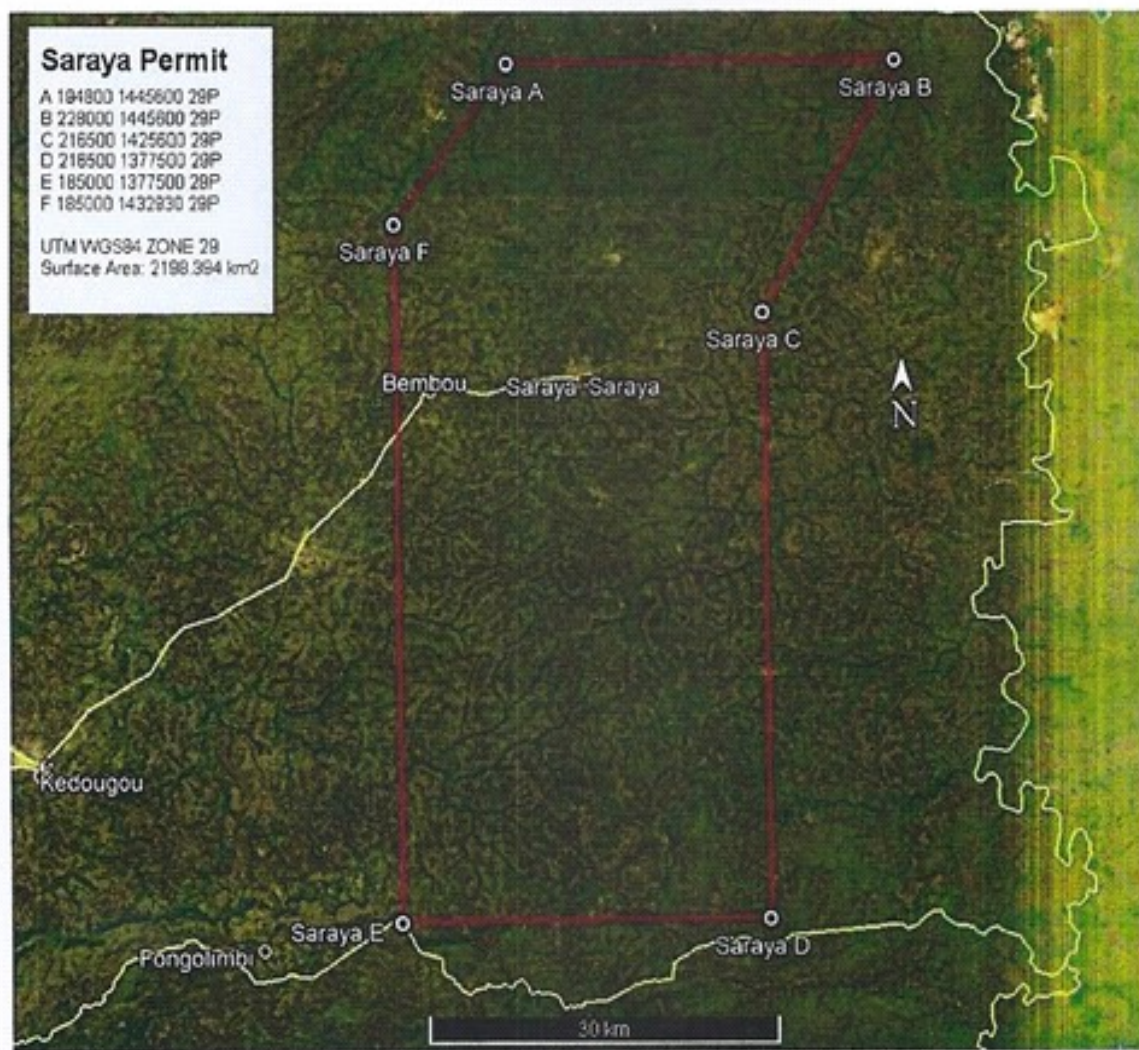 Saraya Permit
A 194800 1445600 29P
B 228000 1445600 29P
C 216500 1425600 29P
D 216500 1377500 29P
E 185000 1377500 29P
F 185000 1432930 29P
UTM WGS84 ZONE 29
Surface Area: 2198.394 km2
Saraya A
Saraya B
Saraya F
Saraya C
Bembou
Saraya Saraya
N
Kedougou
Saraya E
Saraya D
Pongolimbi
30 km